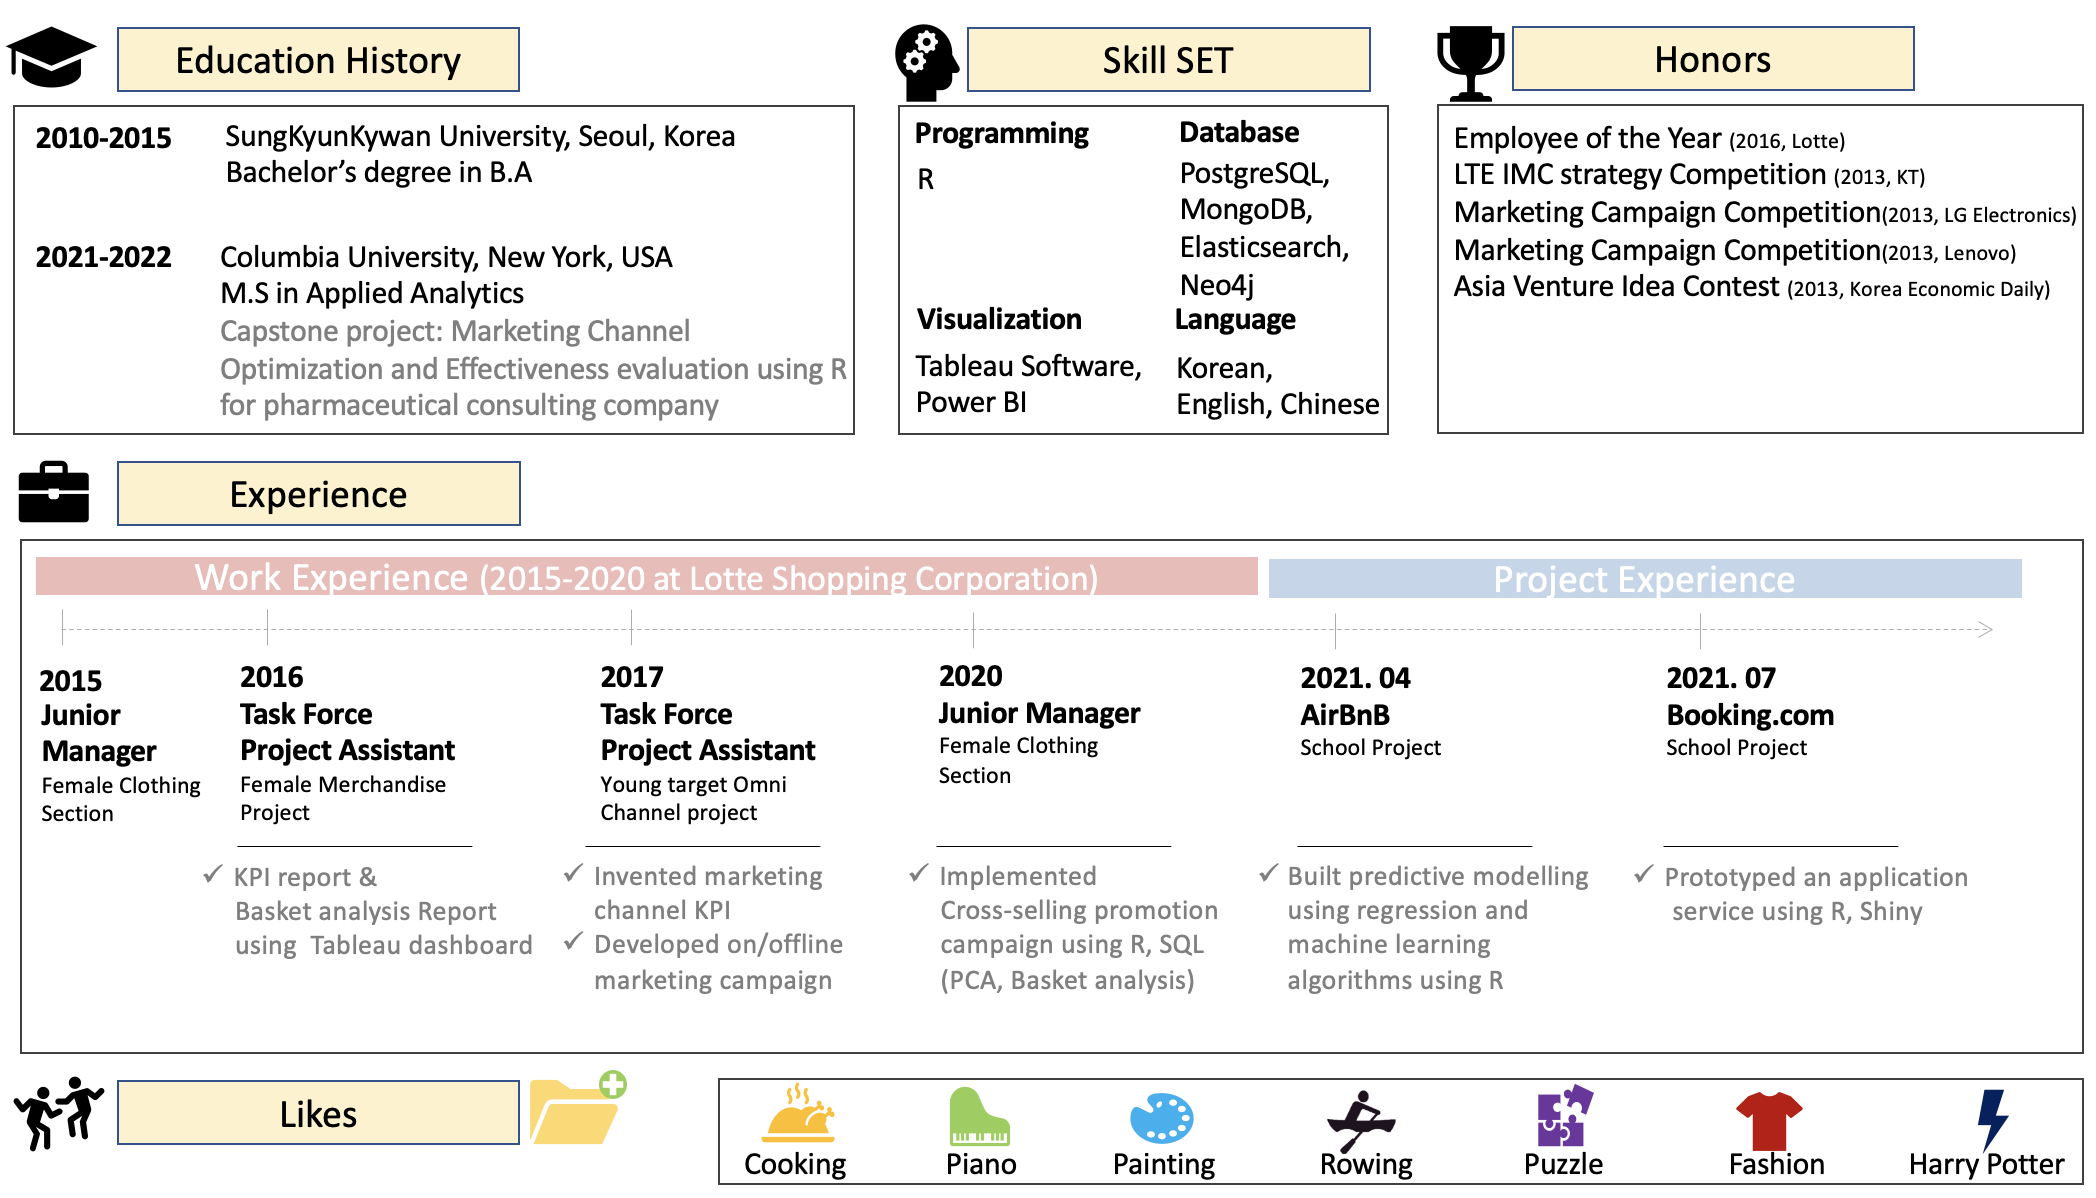 Education History
2010-2015
SungKyunKywan University, Seoul, Korea
Bachelor’s degree in B.A
2021-2022
Columbia University, New York, USA
M.S in Applied Analytics
Capstone project: Marketing Channel
Optimization and Effectiveness evaluation using R
for pharmaceutical consulting company
Skill SET
Programming
R
Database
PostgreSQL,
MongoDB,
Elasticsearch,
Neo4j
Visualization
Tableau Software,
Power BI
Language
Korean,
English, Chinese
Honors
Employee of the Year (2016, Lotte)
LTE IMC strategy Competition (2013, KT)
Marketing Campaign Competition(2013, LG Electronics)
Marketing Campaign Competition(2013, Lenovo)
Asia Venture Idea Contest (2013, Korea Economic Daily)
Experience
Work Experience (2015-2020 at Lotte Shopping Corporation)
Project Experience
2015
Junior
Manager
Female Clothing
Section
2016
Task Force
Project Assistant
Female Merchandise
Project
✓ KPI report &
Basket analysis Report
using Tableau dashboard
2017
Task Force
Project Assistant
Young target Omni
Channel project
✓ Invented marketing
channel KPI
✓ Developed on/offline
marketing campaign
2020
Junior Manager
Female Clothing
Section
✓ Implemented
Cross-selling promotion
campaign using R, SQL
(PCA, Basket analysis)
2021. 04
AirBnB
School Project
✓ Built predictive modelling
using regression and
machine learning
algorithms using R
2021. 07
Booking.com
School Project
✓ Prototyped an application
service using R, Shiny
Likes
Cooking
Piano
Painting
Rowing
Puzzle
Fashion
Harry Potter